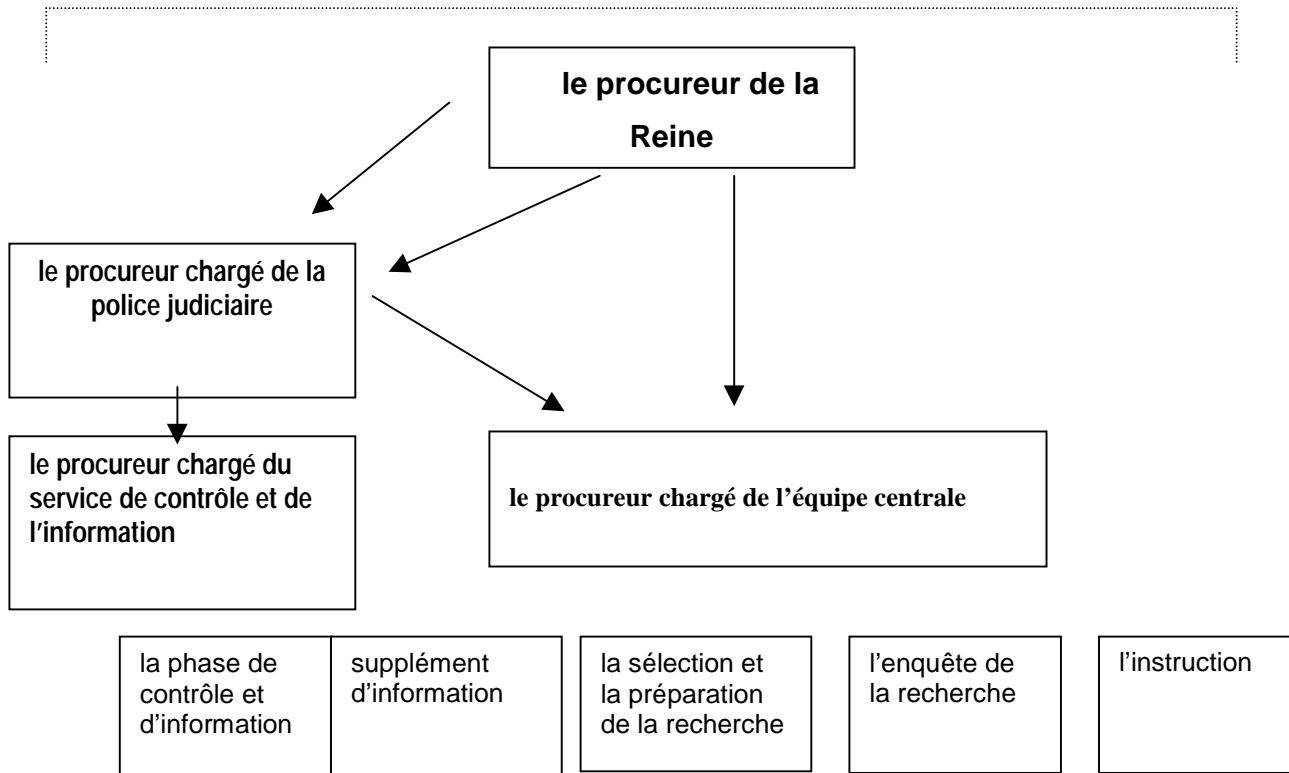 le procureur de la
Reine
le procureur chargé de la
police judiciaire
le procureur chargé du
service de contrôle et de
l'information
le procureur chargé de l’équipe centrale
la phase de
contrôle et
d’information
supplément
d’information
la sélection et
la préparation
de la recherche
l’enquête de
la recherche
l’instruction